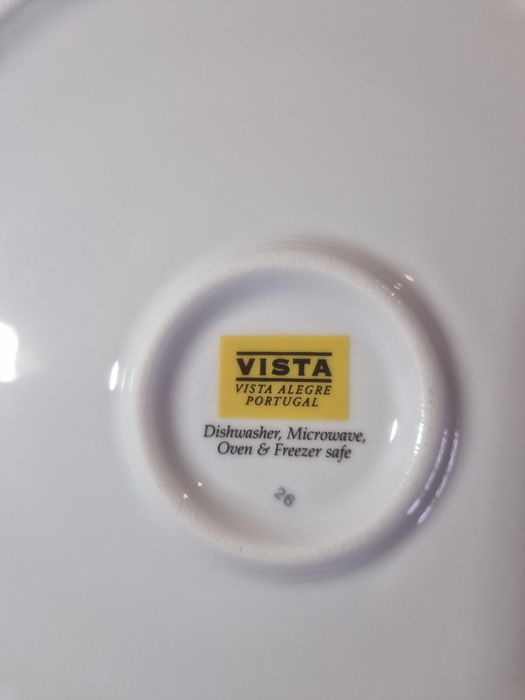 VISTA
VISTA ALEGRE
PORTUGAL
Dishwasher, Microwave,
Oven & Freezer safe
26